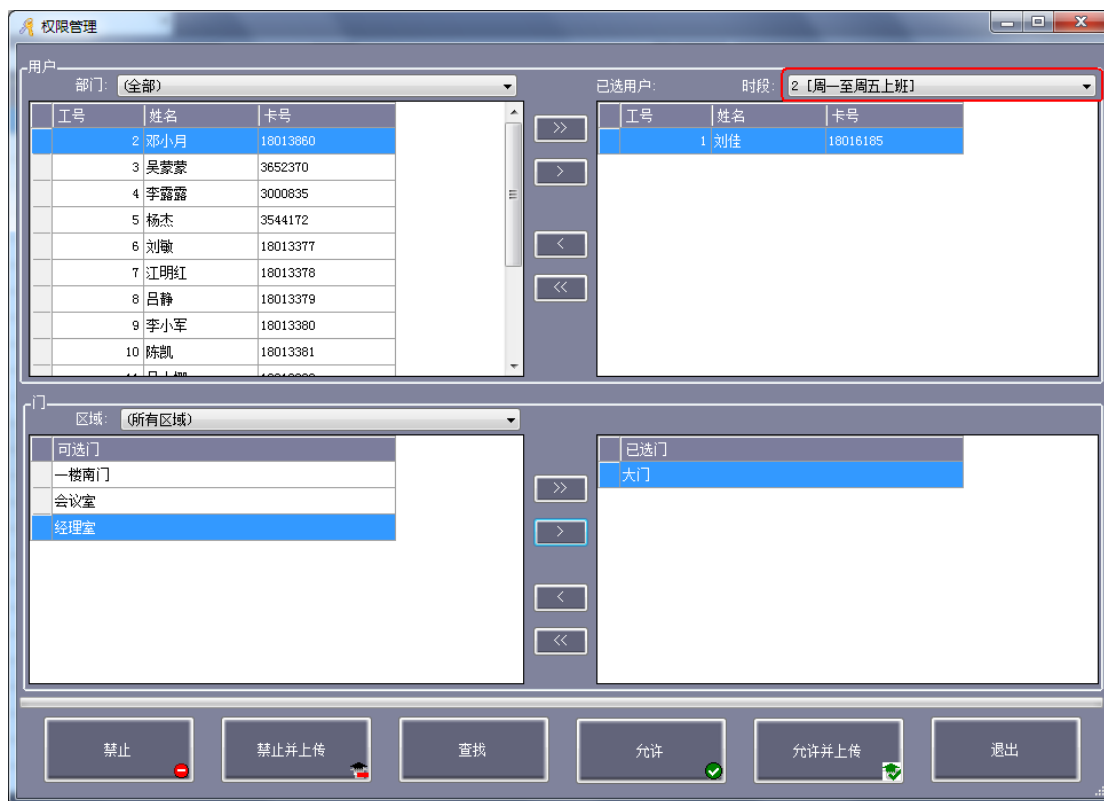 权限管理
用户
部门: (全部)
已选用户: 时段: 2 [周一至周五上班]
工号 姓名 卡号
2 邓小月 18013860
3 吴蒙蒙 3652370
4 李露露 3000835
5 杨杰 3544172
6 刘敏 18013377
7 江明红 18013378
8 吕静 18013379
9 李小军 18013380
10 陈凯 18013381
>>
>
<
<<
工号 姓名 卡号
1 刘佳 18016185
门
区域: (所有区域)
可选门
一楼南门
会议室
经理室
>>
>
<
<<
已选门
大门
禁止 禁止并上传 查找 允许 允许并上传 退出